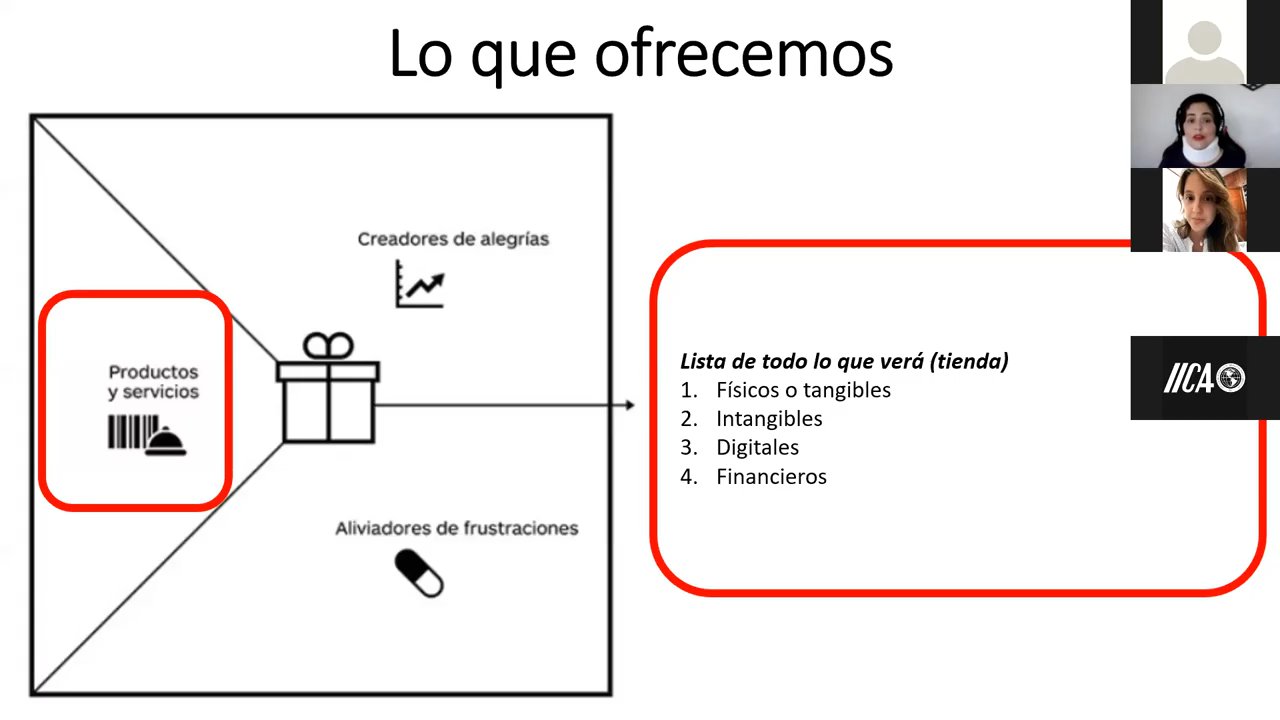 Lo que ofrecemos
Creadores de alegrías
Productos
y servicios
Aliviadores de frustraciones
Lista de todo lo que verá (tienda)
1. Físicos o tangibles
2. Intangibles
3. Digitales
4. Financieros
IICA